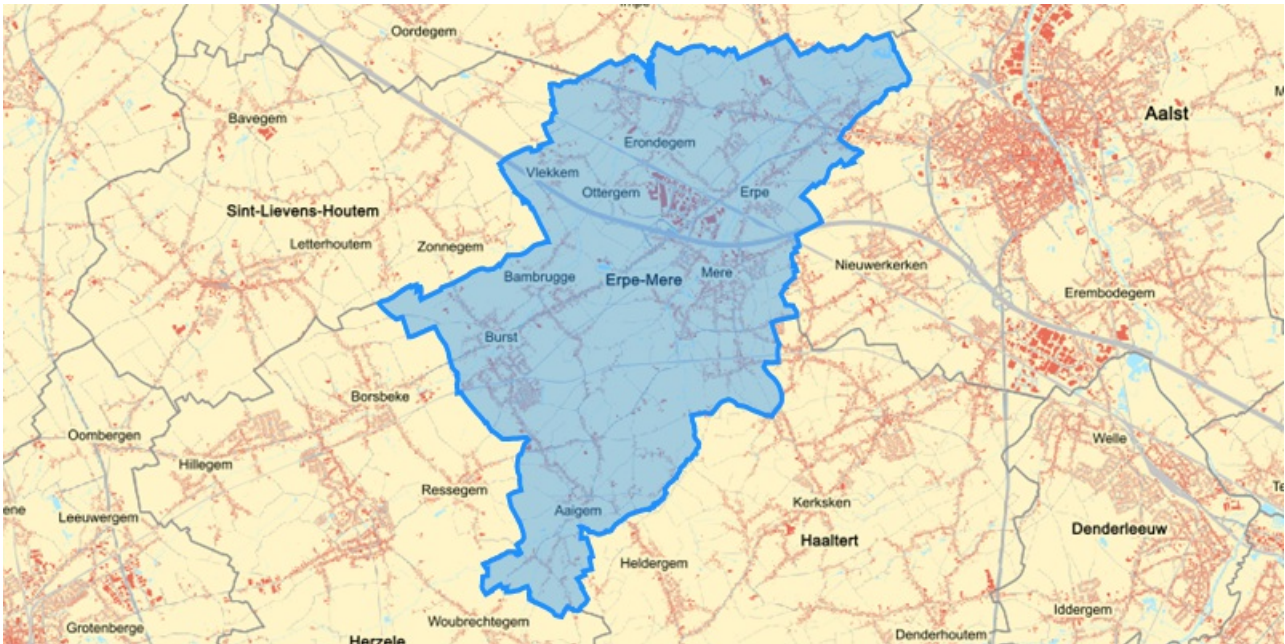 Oordegem
Bavegem
Aalst
Erondegem
Vlekkem
Ottergem
Erpe
Sint-Lievens-Houtem
Letterhoutem
Zonnegem
Bambrugge
Erpe-Mere
Mere
Nieuwerkerken
Erembodegem
Burst
Borsbeke
Oombergen
Hillegem
Welle
Ressegem
Kerksken
Aaigem
Leeuwergem
Haaltert
Denderleeuw
Heldergem
Iddergem
Woubrechtegem
Grotenberge
Herzele
Denderhoutem